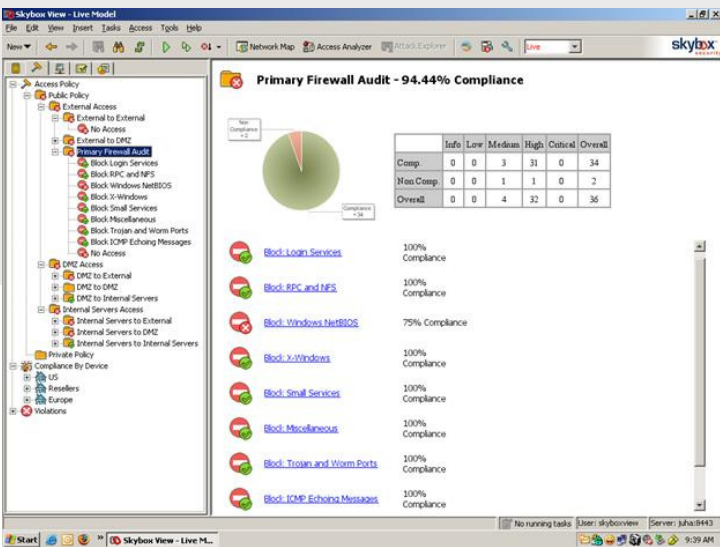 Skybox View - Live Model
File Edit View Insert Tasks Access Tools Help
New Network Map Access Analyzer Attack Explorer Live skybox
Access Policy
Public Policy
External Access
External to External
No Access
External to DMZ
Primary Firewall Audit
Block Login Services
Block RPC and NFS
Block Windows NetBIOS
Block X-Windows
Block Small Services
Block Miscellaneous
Block Trojan and Worm Ports
Block ICMP Echoing Messages
No Access
DMZ Access
DMZ to External
DMZ to DMZ
DMZ to Internal Servers
Internal Servers Access
Internal Servers to External
Internal Servers to DMZ
Internal Servers to Internal Servers
Private Policy
Compliance By Device
US
Resellers
Europe
Violations
Primary Firewall Audit - 94.44% Compliance
Non
Compliance
= 2
Compliance
= 34
Info Low Medium High Critical Overall
Comp. 0 0 3 31 0 34
Non Comp. 0 0 1 1 0 2
Overall 0 0 4 32 0 36
Block: Login Services 100%
Compliance
Block: RPC and NFS 100%
Compliance
Block: Windows NetBIOS 75% Compliance
Block: X-Windows 100%
Compliance
Block: Small Services 100%
Compliance
Block: Miscellaneous 100%
Compliance
Block: Trojan and Worm Ports 100%
Compliance
Block: ICMP Echoing Messages 100%
Compliance
No running tasks User: skyboxview Server: juha:8443
Start Skybox View - Live M... 9:39 AM